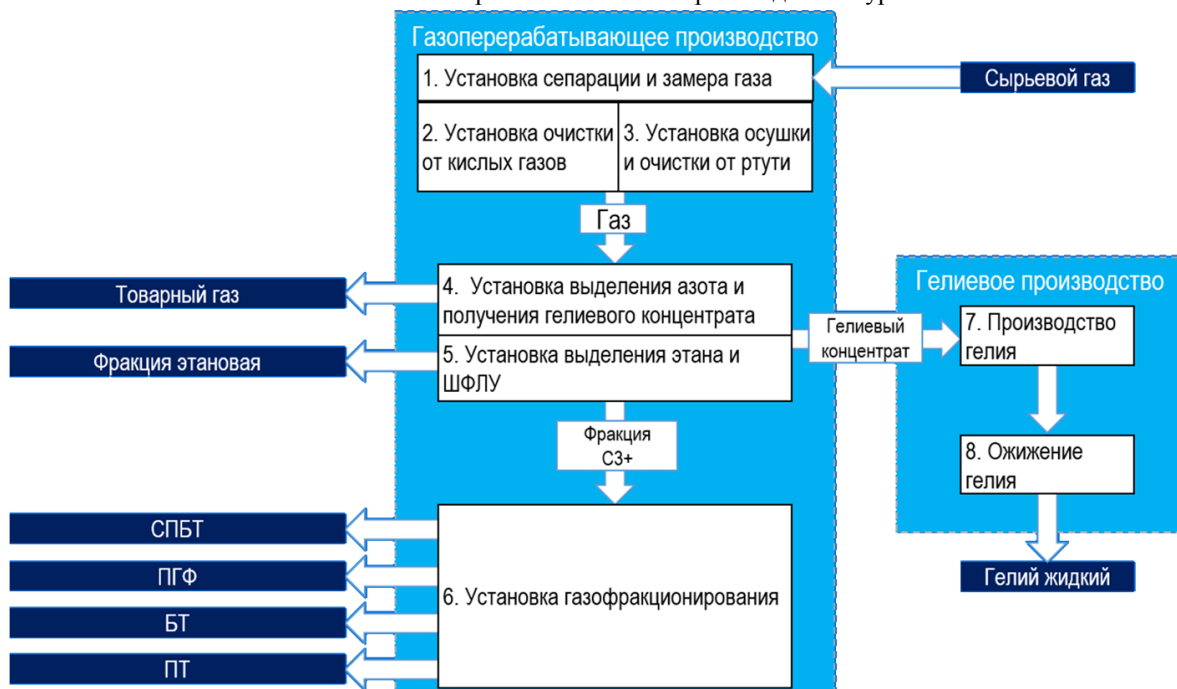 Газоперерабатывающее производство
1. Установка сепарации и замера газа
Сырьевой газ
2. Установка очистки
от кислых газов
3. Установка осушки
и очистки от ртути
Газ
Товарный газ
4. Установка выделения азота и
получения гелиевого концентрата
Фракция этановая
5. Установка выделения этана и
ШФЛУ
Гелиевый
концентрат
Гелиевое производство
7. Производство
гелия
Фракция
С3+
8. Ожижение
гелия
Гелий жидкий
СПБТ
ПГФ
БТ
ПТ
6. Установка газофракционирования